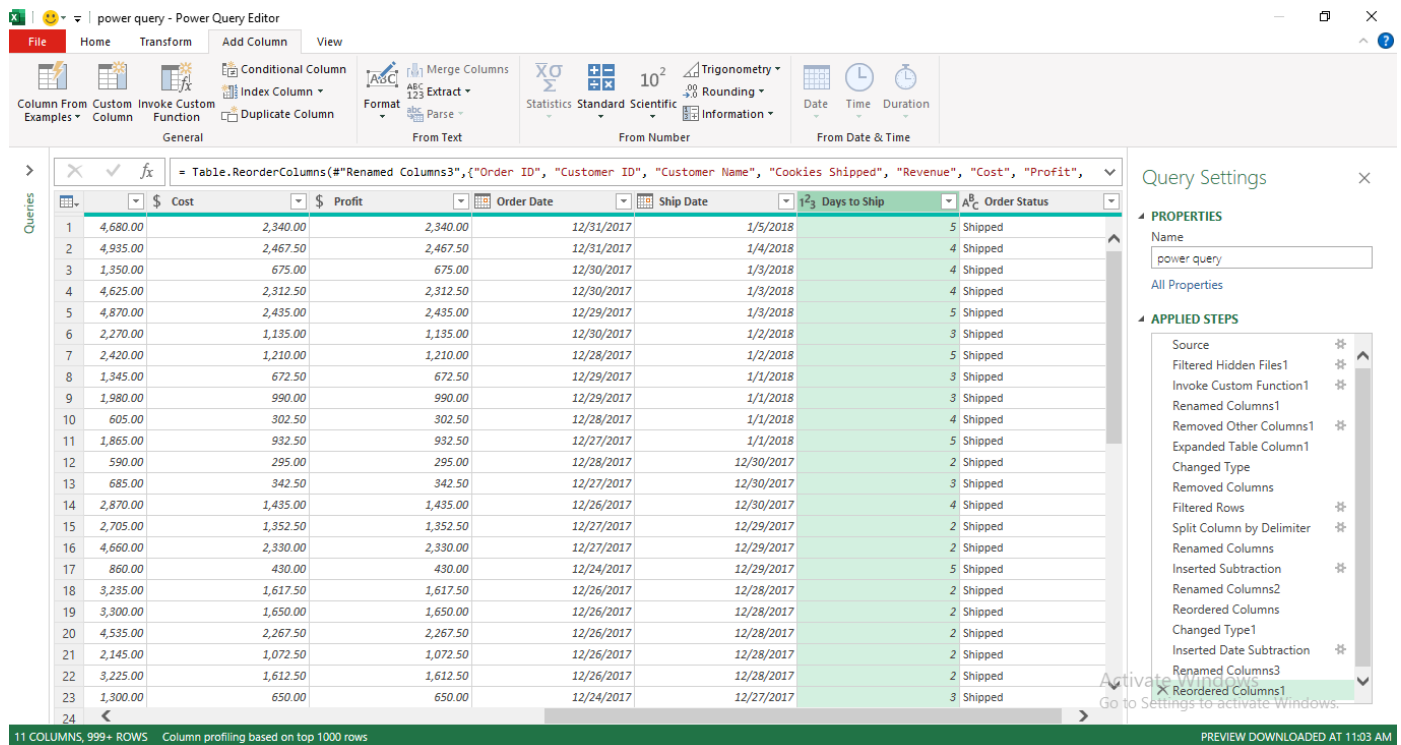 power query - Power Query Editor
File Home Transform Add Column View
Column From Examples Custom Column Invoke Custom Function Conditional Column Index Column Duplicate Column
General
Format Merge Columns Extract Parse
From Text
Statistics Standard Scientific Trigonometry Rounding Information
From Number
Date Time Duration
From Date & Time
fx = Table.ReorderColumns(#"Renamed Columns3",{"Order ID", "Customer ID", "Customer Name", "Cookies Shipped", "Revenue", "Cost", "Profit",
Queries
$ Cost $ Profit Order Date Ship Date 123 Days to Ship ABC Order Status
1 4,680.00 2,340.00 2,340.00 12/31/2017 1/5/2018 5 Shipped
2 4,935.00 2,467.50 2,467.50 12/31/2017 1/4/2018 4 Shipped
3 1,350.00 675.00 675.00 12/30/2017 1/3/2018 4 Shipped
4 4,625.00 2,312.50 2,312.50 12/30/2017 1/3/2018 4 Shipped
5 4,870.00 2,435.00 2,435.00 12/29/2017 1/3/2018 5 Shipped
6 2,270.00 1,135.00 1,135.00 12/30/2017 1/2/2018 3 Shipped
7 2,420.00 1,210.00 1,210.00 12/28/2017 1/2/2018 5 Shipped
8 1,345.00 672.50 672.50 12/29/2017 1/1/2018 3 Shipped
9 1,980.00 990.00 990.00 12/29/2017 1/1/2018 3 Shipped
10 605.00 302.50 302.50 12/28/2017 1/1/2018 4 Shipped
11 1,865.00 932.50 932.50 12/27/2017 1/1/2018 5 Shipped
12 590.00 295.00 295.00 12/28/2017 12/30/2017 2 Shipped
13 685.00 342.50 342.50 12/27/2017 12/30/2017 3 Shipped
14 2,870.00 1,435.00 1,435.00 12/26/2017 12/30/2017 4 Shipped
15 2,705.00 1,352.50 1,352.50 12/27/2017 12/29/2017 2 Shipped
16 4,660.00 2,330.00 2,330.00 12/27/2017 12/29/2017 2 Shipped
17 860.00 430.00 430.00 12/24/2017 12/29/2017 5 Shipped
18 3,235.00 1,617.50 1,617.50 12/26/2017 12/28/2017 2 Shipped
19 3,300.00 1,650.00 1,650.00 12/26/2017 12/28/2017 2 Shipped
20 4,535.00 2,267.50 2,267.50 12/26/2017 12/28/2017 2 Shipped
21 2,145.00 1,072.50 1,072.50 12/26/2017 12/28/2017 2 Shipped
22 3,225.00 1,612.50 1,612.50 12/26/2017 12/28/2017 2 Shipped
23 1,300.00 650.00 650.00 12/24/2017 12/27/2017 3 Shipped
24
Query Settings
PROPERTIES
Name
power query
All Properties
APPLIED STEPS
Source
Filtered Hidden Files1
Invoke Custom Function1
Renamed Columns1
Removed Other Columns1
Expanded Table Column1
Changed Type
Removed Columns
Filtered Rows
Split Column by Delimiter
Renamed Columns
Inserted Subtraction
Renamed Columns2
Reordered Columns
Changed Type1
Inserted Date Subtraction
Renamed Columns3
Reordered Columns1
Activate Windows
Go to Settings to activate Windows.
11 COLUMNS, 999+ ROWS Column profiling based on top 1000 rows
PREVIEW DOWNLOADED AT 11:03 AM